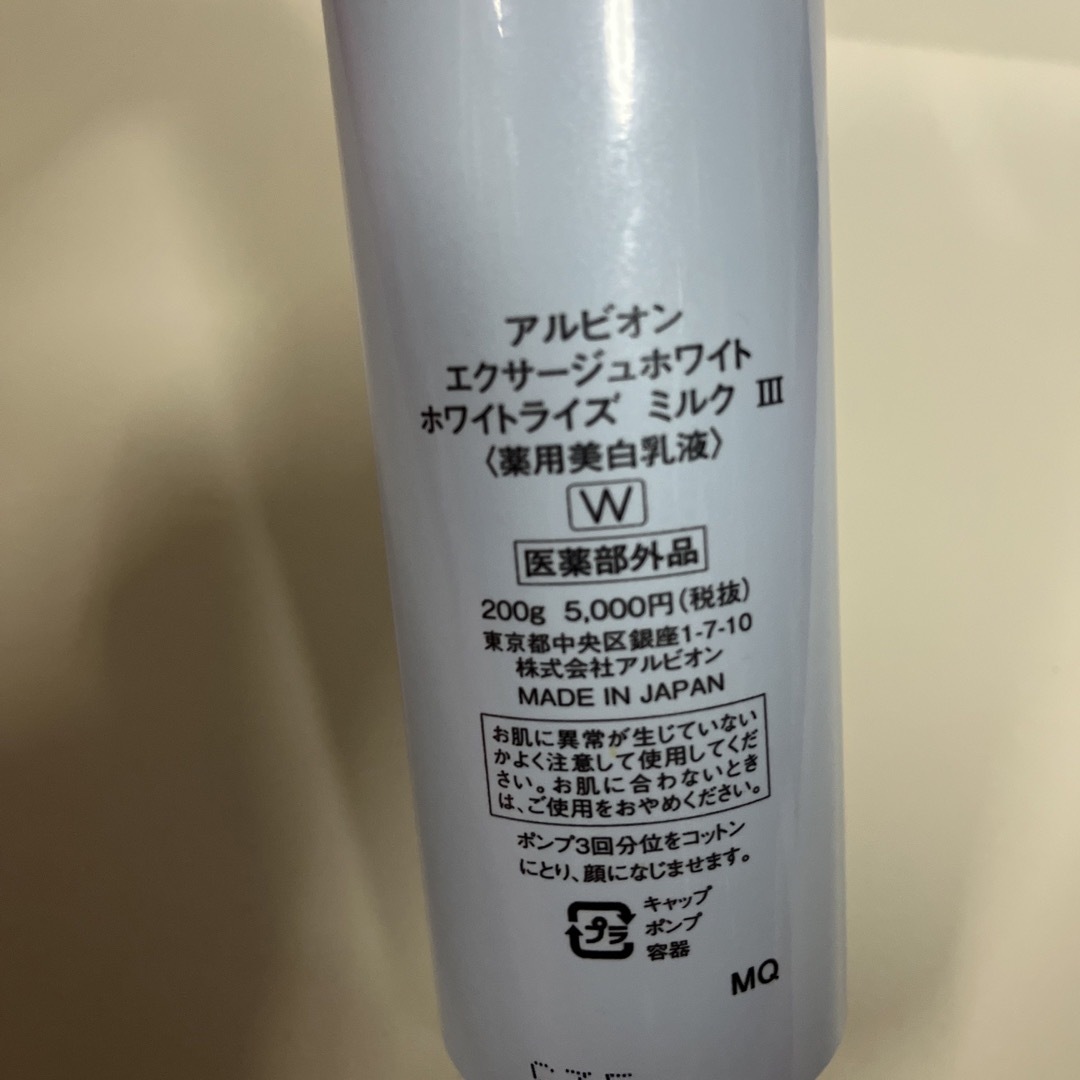 アルビオン
エクサージュホワイト
ホワイトライズ ミルク Ⅲ
〈薬用美白乳液〉
W
医薬部外品
200g 5,000円(税抜)
東京都中央区銀座1-7-10
株式会社アルビオン
MADE IN JAPAN
お肌に異常が生じていない
かよく注意して使用してくだ
さい。お肌に合わないとき
は、ご使用をおやめください。
ポンプ3回分位をコットン
にとり、顔になじませます。
プラ
キャップ
ポンプ
容器
MQ